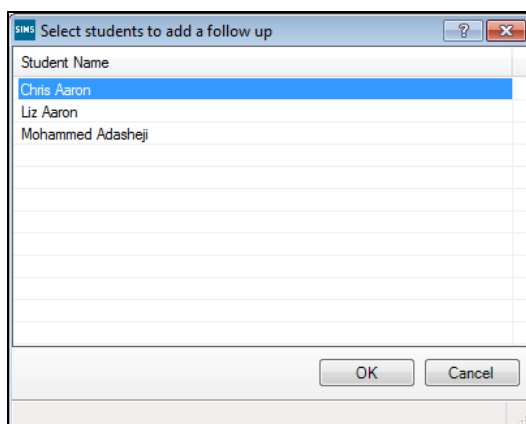 SIMS Select students to add a follow up
Student Name
Chris Aaron
Liz Aaron
Mohammed Adasheji
OK Cancel